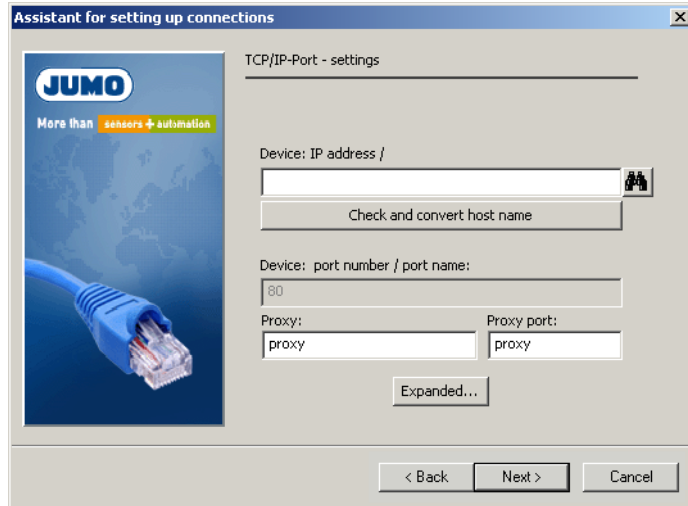 Assistant for setting up connections
JUMO
More than sensors + automation
TCP/IP-Port - settings
Device: IP address /
Check and convert host name
Device: port number / port name:
80
Proxy: Proxy port:
proxy proxy
Expanded...
< Back Next > Cancel